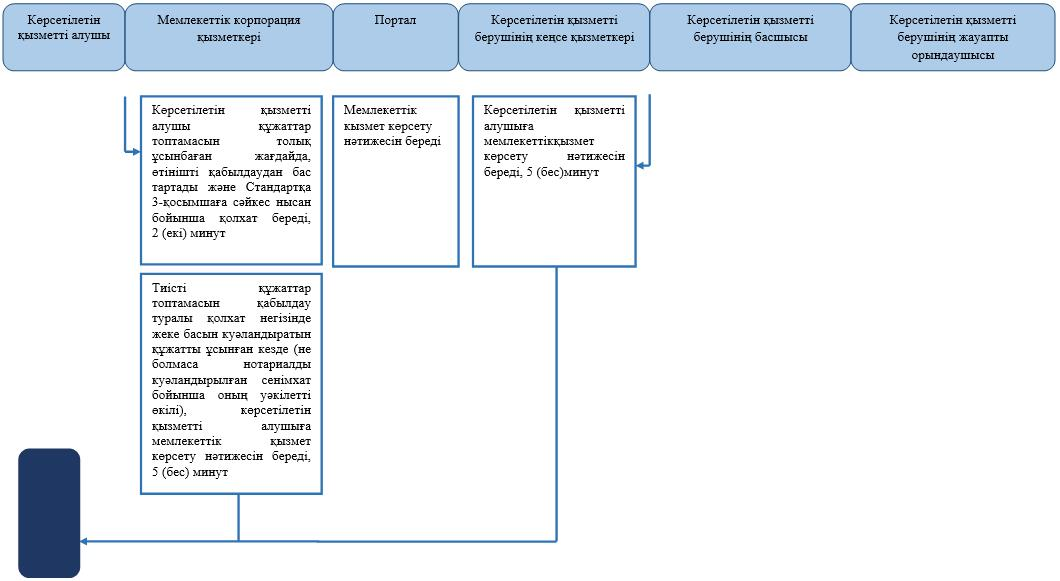 Көрсетілетін
қызметті алушы
Мемлекеттік корпорация
қызметкері
Портал
Көрсетілетін қызметті
берушінің кеңсе қызметкері
Көрсетілетін қызметті
берушінің басшысы
Көрсетілетін қызметті
берушінің жауапты
орындаушысы
Көрсетілетін қызметті
алушы құжаттар
топтамасын толық
ұсынбаған жағдайда,
өтінішті қабылдаудан бас
тартады және Стандартқа
3-қосымшаға сәйкес нысан
бойынша қолхат береді,
2 (екі) минут
Мемлекеттік
кызмет көрсету
нәтижесін береді
Көрсетілетін қызметті
алушыға
мемлекеттікқызмет
көрсету нәтижесін
береді, 5 (бес)минут
Тиісті құжаттар
топтамасын қабылдау
туралы қолхат негізінде
жеке басын куәландыратын
құжатты ұсынған кезде (не
болмаса нотариалды
куәландырылған сенімхат
бойынша оның уәкілетті
өкілі), көрсетілетін
қызметті алушыға
мемлекеттік қызмет
көрсету нәтижесін береді,
5 (бес) минут